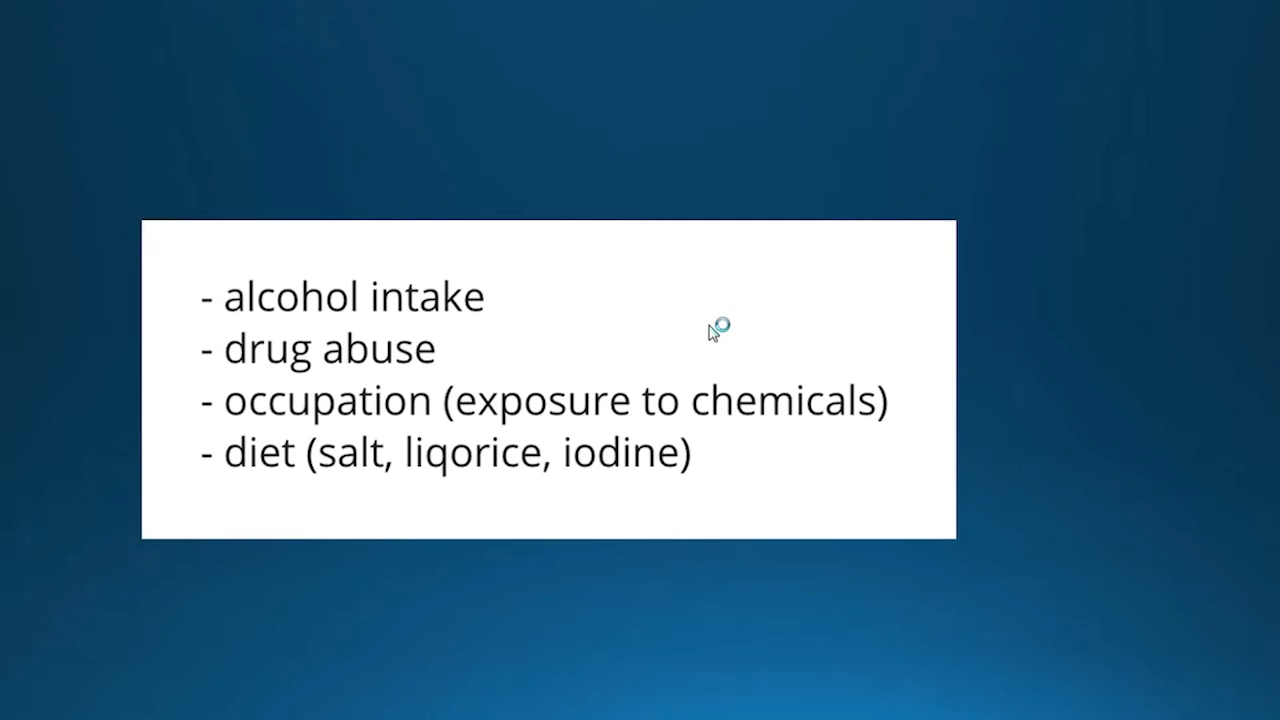 - alcohol intake
- drug abuse
- occupation (exposure to chemicals)
- diet (salt, liqorice, iodine)